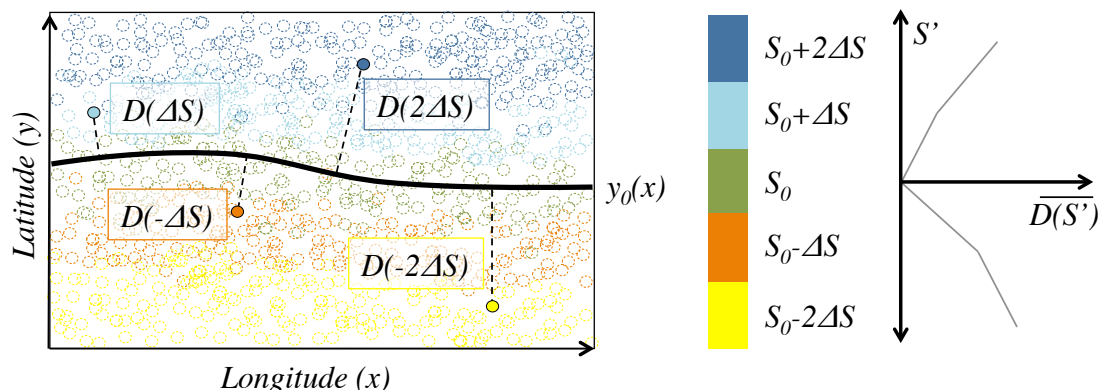 Latitude (y)
Longitude (x)
D(ΔS)
D(2ΔS)
D(-ΔS)
D(-2ΔS)
y₀(x)
S₀+2ΔS
S₀+ΔS
S₀
S₀-ΔS
S₀-2ΔS
S'
D(S')